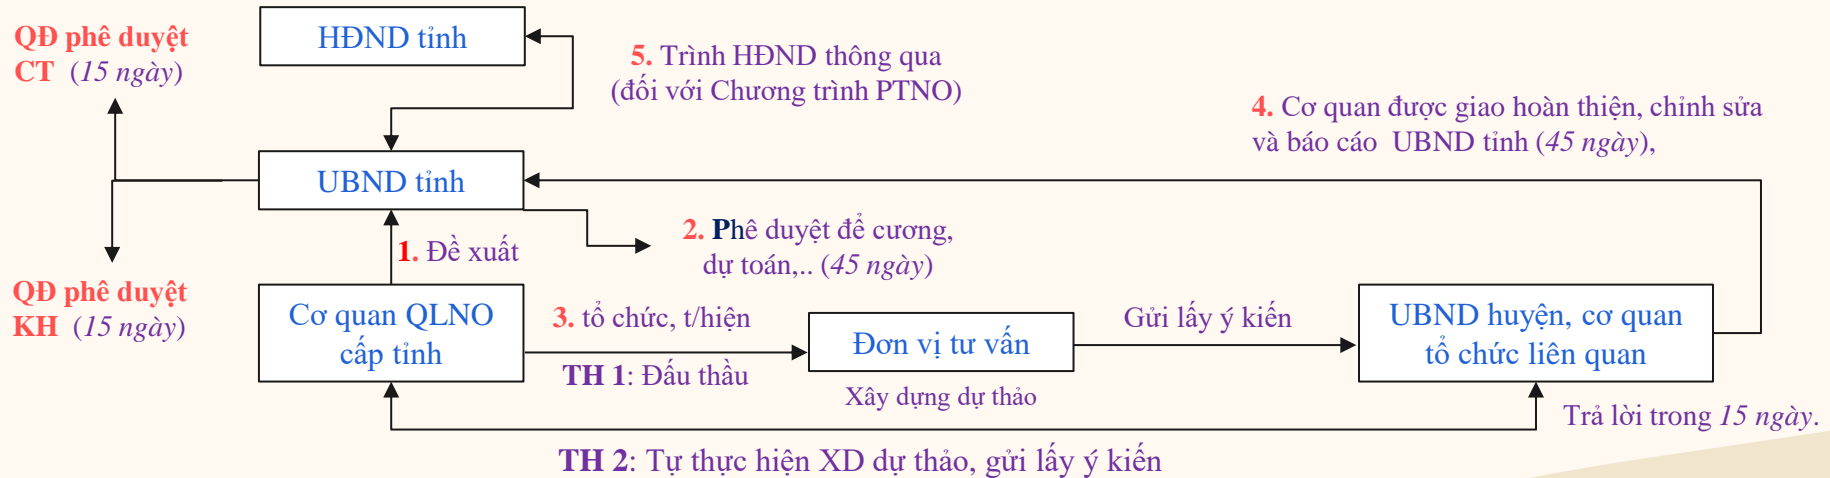 QĐ phê duyệt
CT (15 ngày)
HĐND tỉnh
5. Trình HĐND thông qua
(đối với Chương trình PTNO)
4. Cơ quan được giao hoàn thiện, chỉnh sửa
và báo cáo UBND tỉnh (45 ngày),
UBND tỉnh
1. Đề xuất
2. Phê duyệt để cương,
dự toán,.. (45 ngày)
QĐ phê duyệt
KH (15 ngày)
Cơ quan QLNO
cấp tỉnh
3. tổ chức, t/hiện
TH 1: Đấu thầu
Đơn vị tư vấn
Xây dựng dự thảo
Gửi lấy ý kiến
UBND huyện, cơ quan
tổ chức liên quan
Trả lời trong 15 ngày.
TH 2: Tự thực hiện XD dự thảo, gửi lấy ý kiến